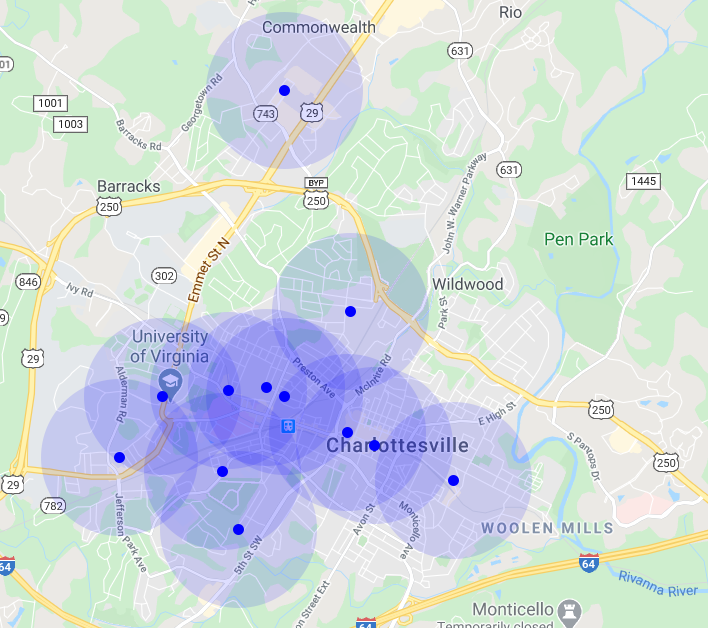 Commonwealth
Rio
631
01
1001
1003
743
29
Georgetown Rd
Barracks Rd
631
John W. Warner Parkway
1445
Barracks
BYP
250
250
Emmet St N
Pen Park
302
846
Ivy Rd
Wildwood
Park St
29
University
of Virginia
Alderman Rd
Preston Ave
McIntire Rd
250
E High St
Charlottesville
S Pantops Dr
250
29
782
Jefferson Park Ave
5th St SW
Avon St
Monticello Ave
WOOLEN MILLS
64
64
Rivanna River
Monticello
Temporarily closed
on Street Ext
64